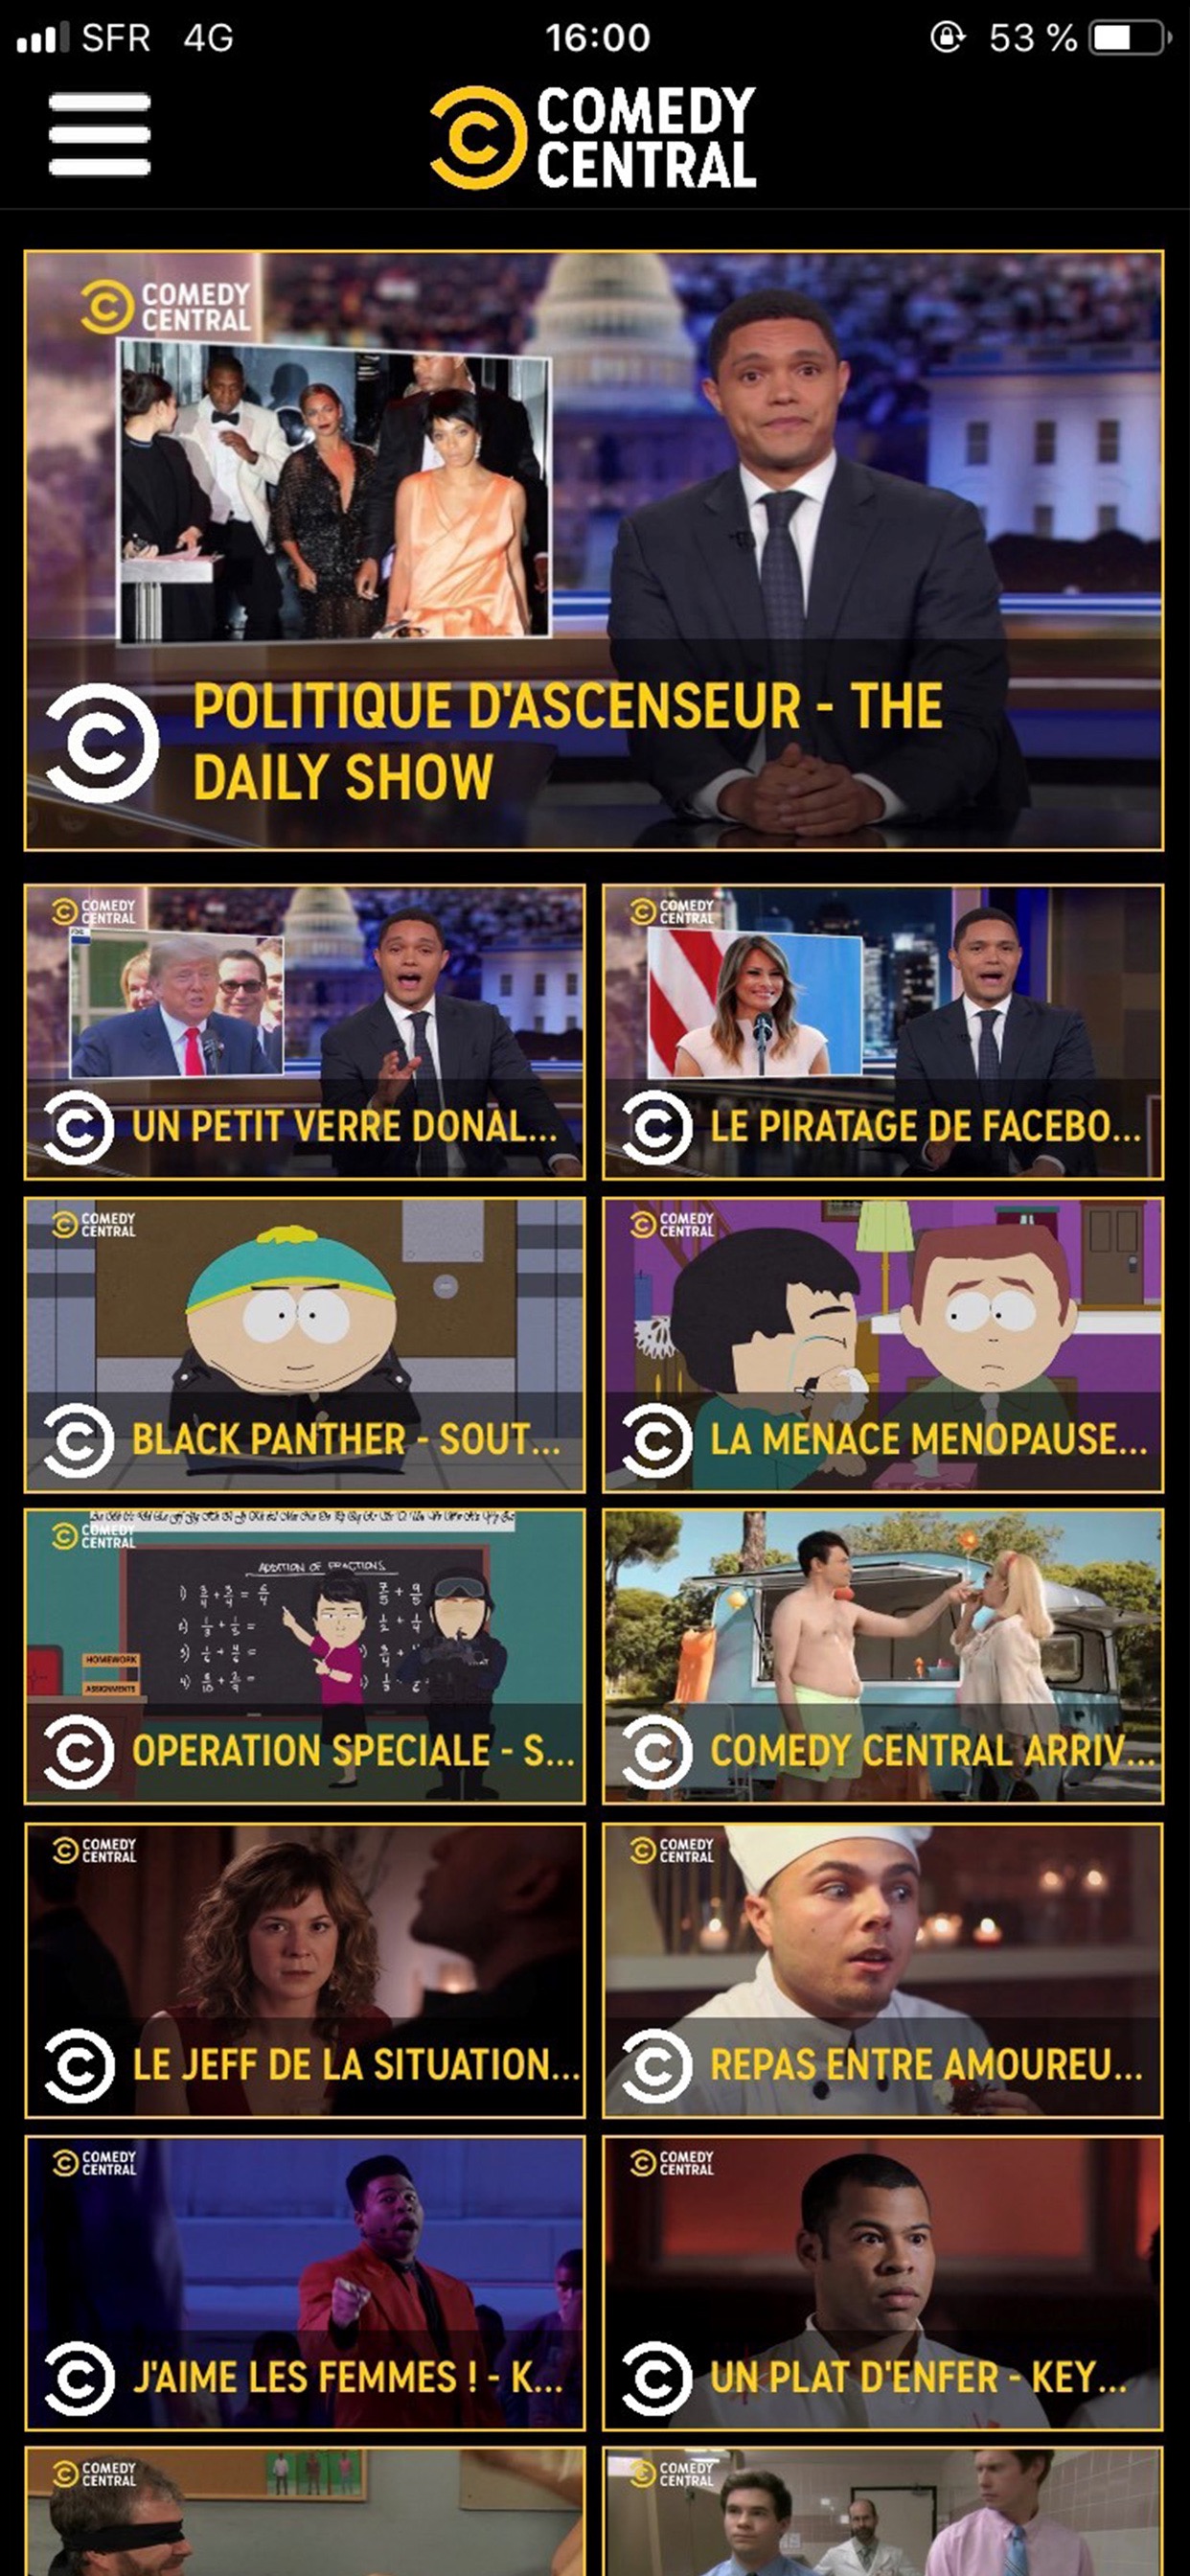 SFR 4G 16:00 53 %
COMEDY
CENTRAL
COMEDY
CENTRAL
POLITIQUE D'ASCENSEUR - THE
DAILY SHOW
COMEDY
CENTRAL
UN PETIT VERRE DONAL...
COMEDY
CENTRAL
LE PIRATAGE DE FACEBO...
COMEDY
CENTRAL
BLACK PANTHER - SOUT...
COMEDY
CENTRAL
LA MENACE MENOPAUSE...
COMEDY
CENTRAL
ADDITION OF FRACTIONS
HOMEWORK
ASSIGNMENTS
OPERATION SPECIALE - S...
COMEDY CENTRAL ARRIV...
COMEDY
CENTRAL
LE JEFF DE LA SITUATION...
COMEDY
CENTRAL
REPAS ENTRE AMOUREU...
COMEDY
CENTRAL
J'AIME LES FEMMES ! - K...
COMEDY
CENTRAL
UN PLAT D'ENFER - KEY...
COMEDY
CENTRAL
COMEDY
CENTRAL